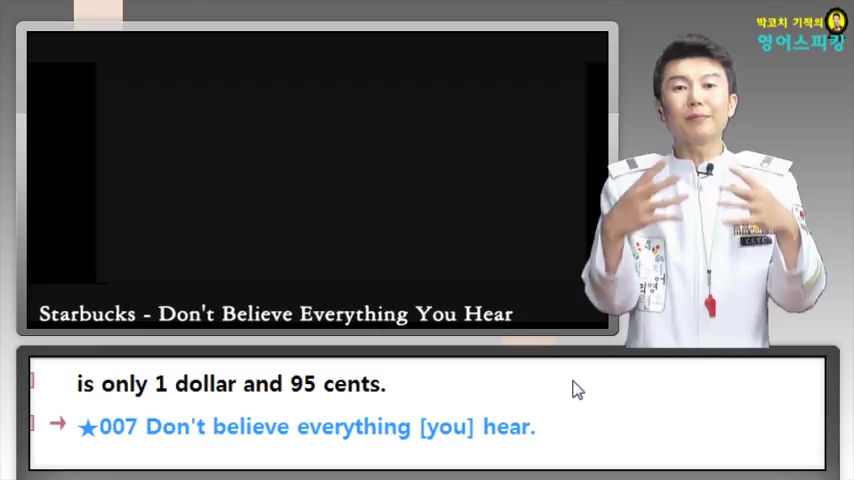 박코치 기적의
영어스피킹
Starbucks - Don't Believe Everything You Hear
is only 1 dollar and 95 cents.
→ ★007 Don't believe everything [you] hear.